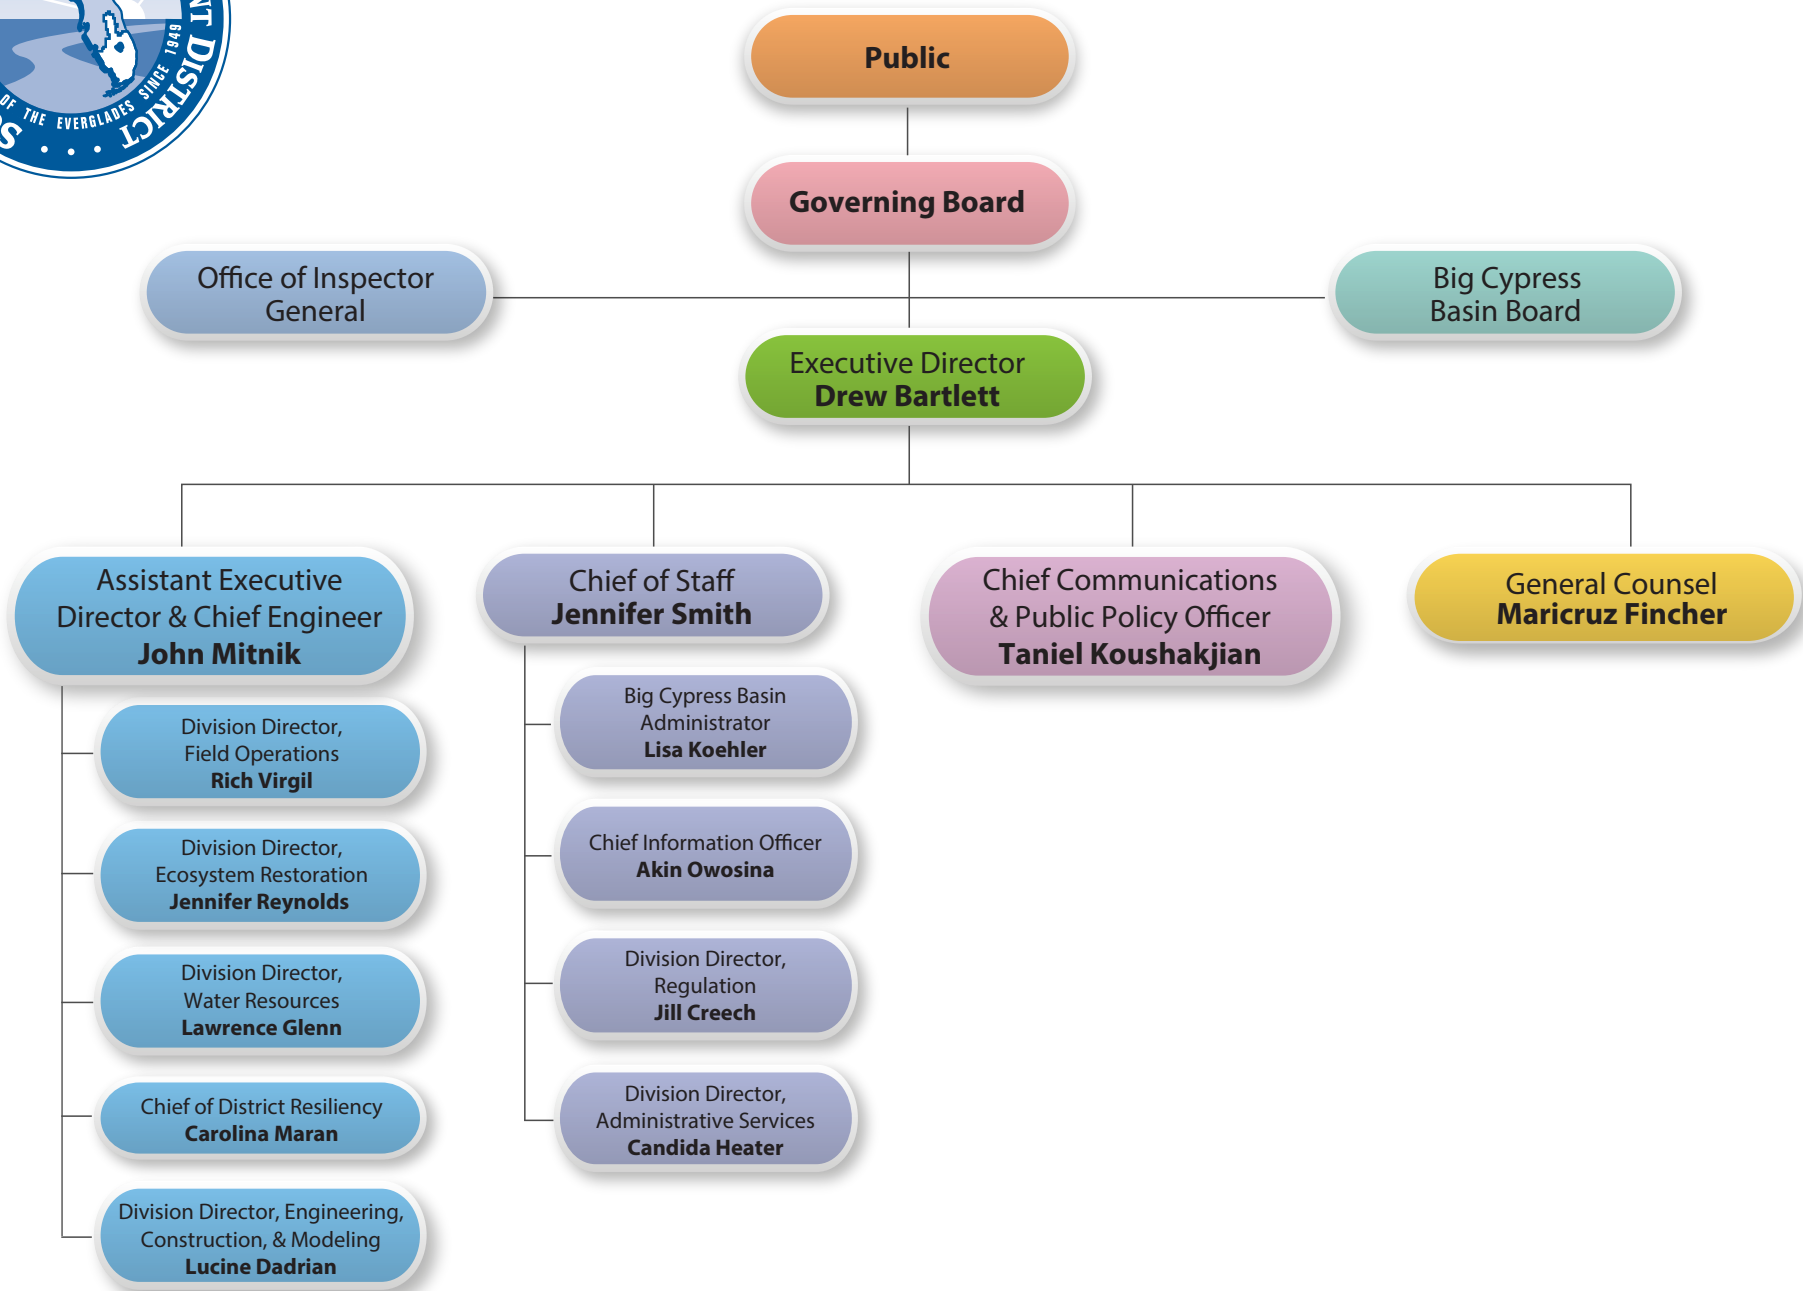 NT DISTRICT
OF THE EVERGLADES SINCE 1949
Public
Governing Board
Office of Inspector
General
Big Cypress
Basin Board
Executive Director
Drew Bartlett
Assistant Executive
Director & Chief Engineer
John Mitnik
Division Director,
Field Operations
Rich Virgil
Division Director,
Ecosystem Restoration
Jennifer Reynolds
Division Director,
Water Resources
Lawrence Glenn
Chief of District Resiliency
Carolina Maran
Division Director, Engineering,
Construction, & Modeling
Lucine Dadrian
Chief of Staff
Jennifer Smith
Big Cypress Basin
Administrator
Lisa Koehler
Chief Information Officer
Akin Owosina
Division Director,
Regulation
Jill Creech
Division Director,
Administrative Services
Candida Heater
Chief Communications
& Public Policy Officer
Taniel Koushakjian
General Counsel
Maricruz Fincher